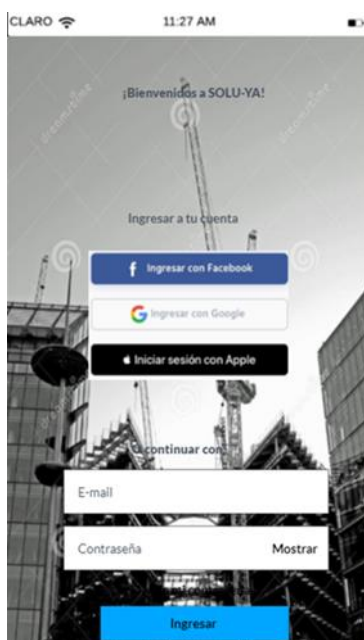 CLARO 11:27 AM
¡Bienvenidos a SOLU-YA!
Ingresar a tu cuenta
Ingresar con Facebook
Ingresar con Google
Iniciar sesión con Apple
O continuar con:
E-mail
Contraseña Mostrar
Ingresar